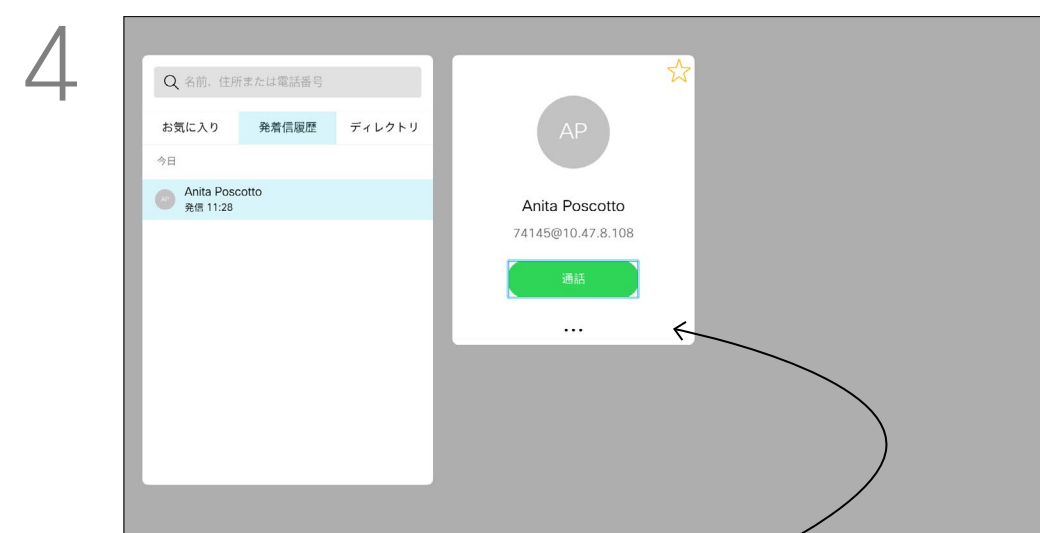 4
名前、住所または電話番号
お気に入り 発着信履歴 ディレクトリ
今日
AP Anita Poscotto
発信 11:28
AP
Anita Poscotto
74145@10.47.8.108
通話
...